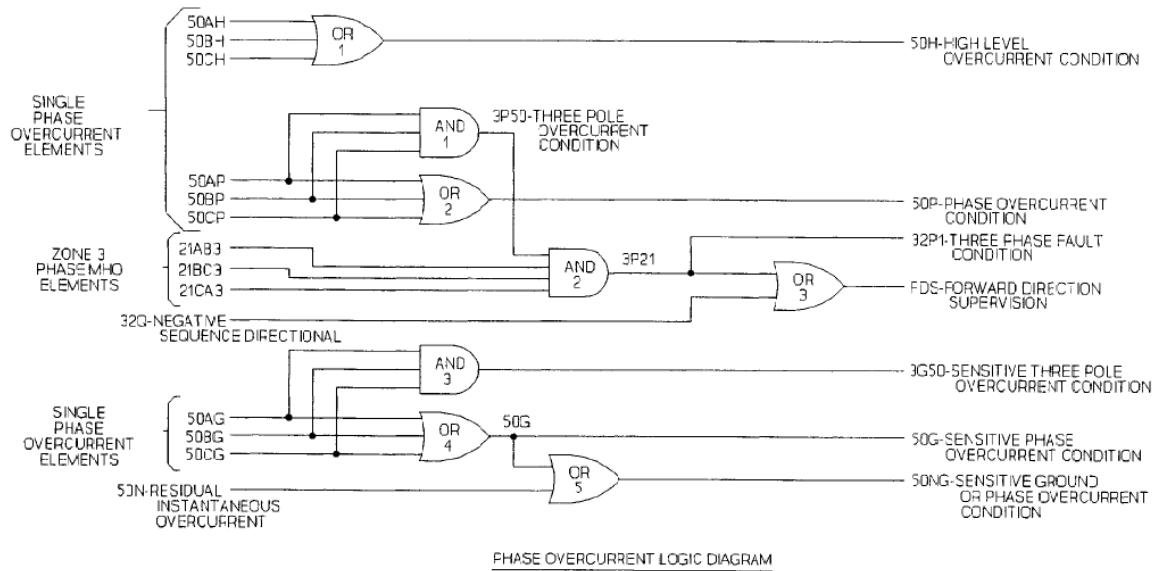 50AH
50BH
50CH
OR
1
50H-HIGH LEVEL
OVERCURRENT CONDITION
SINGLE
PHASE
OVERCURRENT
ELEMENTS
AND
1
3P50-THREE POLE
OVERCURRENT
CONDITION
50AP
50BP
50CP
OR
2
50P-PHASE OVERCURRENT
CONDITION
ZONE 3
PHASE MHO
ELEMENTS
21AB3
21BC3
21CA3
AND
2
3P21
32P1-THREE PHASE FAULT
CONDITION
OR
3
FDS-FORWARD DIRECTION
SUPERVISION
32Q-NEGATIVE
SEQUENCE DIRECTIONAL
AND
3
3G50-SENSITIVE THREE POLE
OVERCURRENT CONDITION
SINGLE
PHASE
OVERCURRENT
ELEMENTS
50AG
50BG
50CG
OR
4
50G
50G-SENSITIVE PHASE
OVERCURRENT CONDITION
OR
5
50NG-SENSITIVE GROUND
OR PHASE OVERCURRENT
CONDITION
50N-RESIDUAL
INSTANTANEOUS
OVERCURRENT
PHASE OVERCURRENT LOGIC DIAGRAM